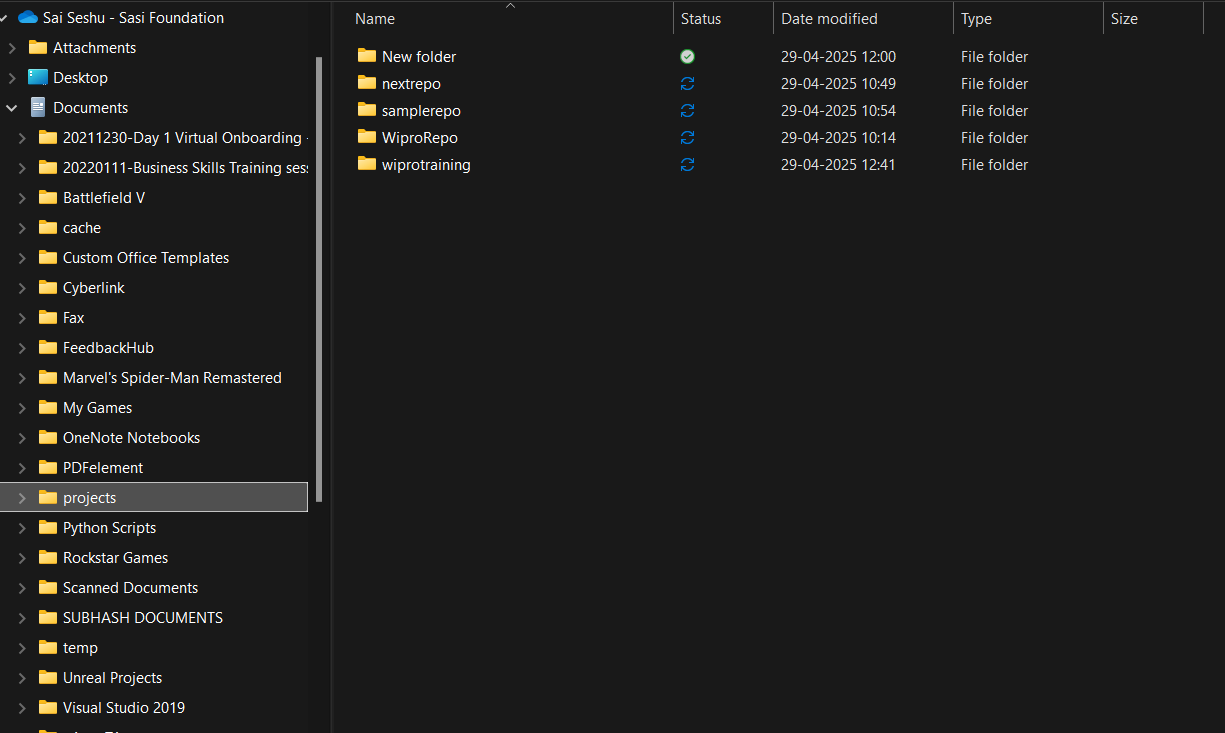 Sai Seshu - Sasi Foundation
Attachments
Desktop
Documents
20211230-Day 1 Virtual Onboarding
20220111-Business Skills Training ses
Battlefield V
cache
Custom Office Templates
Cyberlink
Fax
FeedbackHub
Marvel's Spider-Man Remastered
My Games
OneNote Notebooks
PDFelement
projects
Python Scripts
Rockstar Games
Scanned Documents
SUBHASH DOCUMENTS
temp
Unreal Projects
Visual Studio 2019
Name Status Date modified Type Size
New folder 29-04-2025 12:00 File folder
nextrepo 29-04-2025 10:49 File folder
samplerepo 29-04-2025 10:54 File folder
WiproRepo 29-04-2025 10:14 File folder
wiprotraining 29-04-2025 12:41 File folder